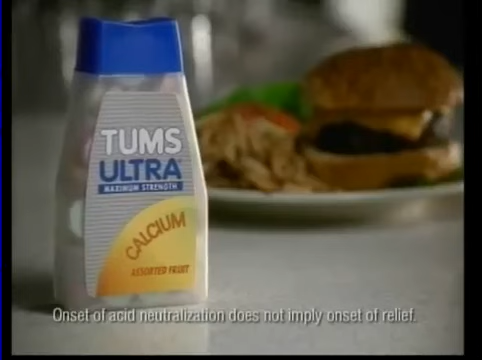 TUMS
ULTRA
MAXIMUM STRENGTH
CALCIUM
ASSORTED FRUIT
Onset of acid neutralization does not imply onset of relief.